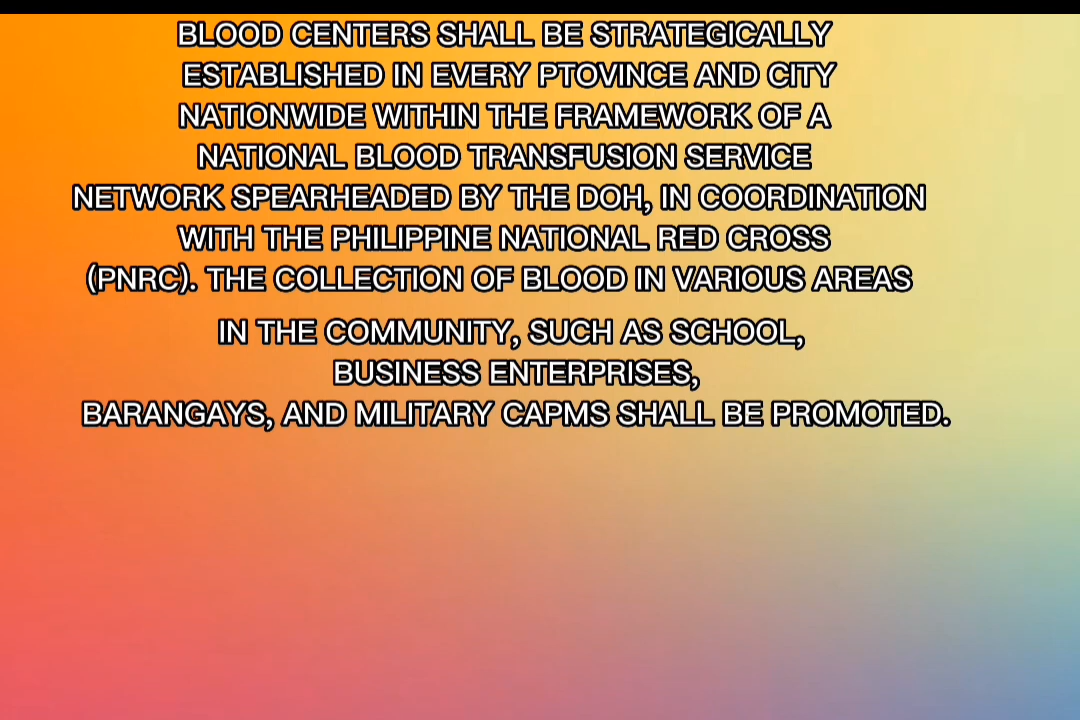 BLOOD CENTERS SHALL BE STRATEGICALLY
ESTABLISHED IN EVERY PTOVINCE AND CITY
NATIONWIDE WITHIN THE FRAMEWORK OF A
NATIONAL BLOOD TRANSFUSION SERVICE
NETWORK SPEARHEADED BY THE DOH, IN COORDINATION
WITH THE PHILIPPINE NATIONAL RED CROSS
(PNRC). THE COLLECTION OF BLOOD IN VARIOUS AREAS
IN THE COMMUNITY, SUCH AS SCHOOL,
BUSINESS ENTERPRISES,
BARANGAYS, AND MILITARY CAPMS SHALL BE PROMOTED.